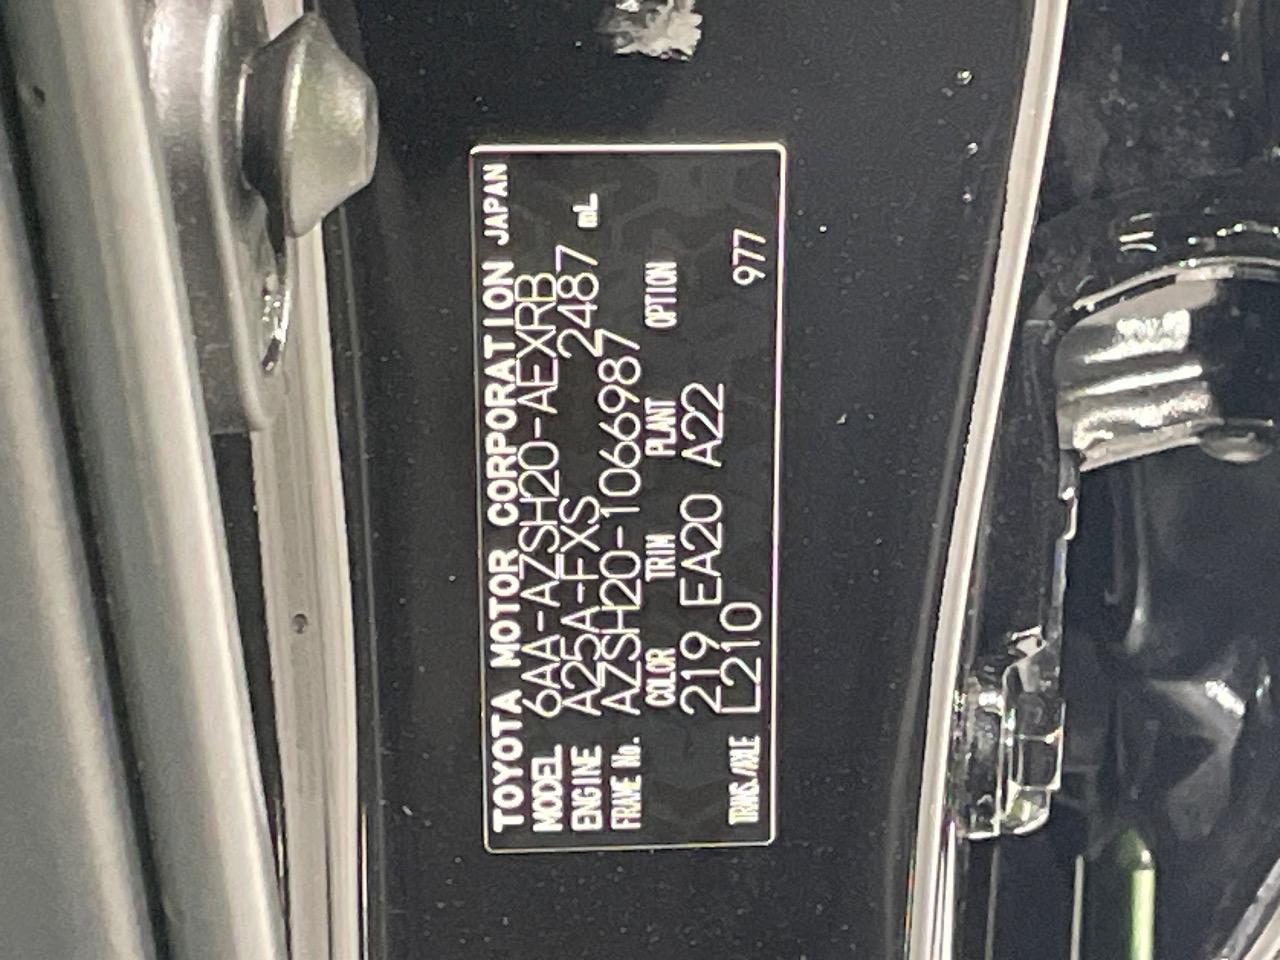 TOYOTA MOTOR CORPORATION JAPAN
MODEL 6AA-AZSH20-AEXRB
ENGINE A25A-FXS 2487 mL
FRAME No. AZSH20-1066987
COLOR TRIM PLANT OPTION
219 EA20 A22
TRANS./AXLE L210 977